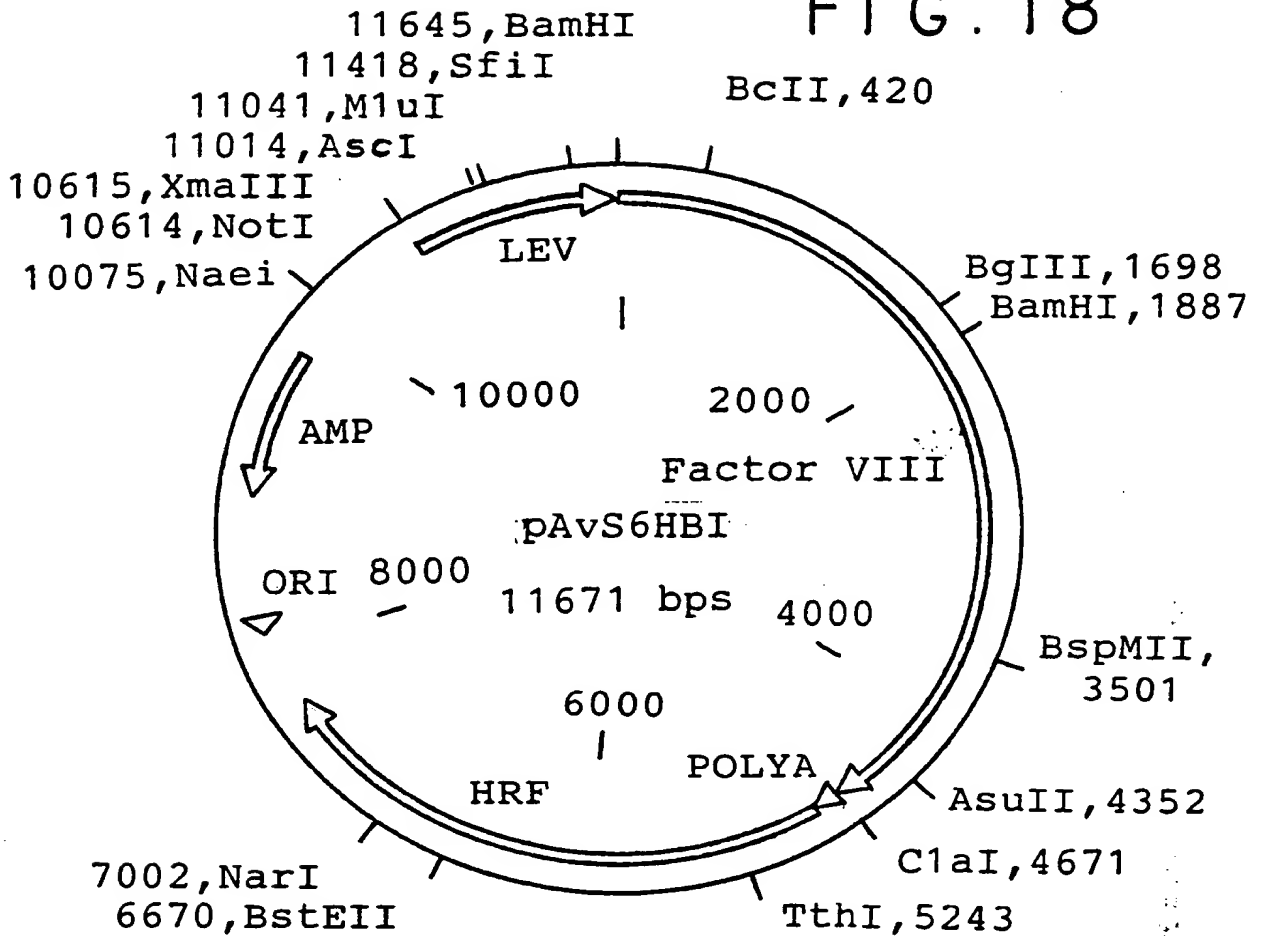 FIG. 18
11645,BamHI
11418,SfiI
11041,M1uI
11014,AscI
10615,XmaIII
10614,NotI
10075,Naei
BcII,420
BgIII,1698
BamHI,1887
LEV
10000
2000
AMP
Factor VIII
pAvS6HBI
ORI
8000
11671 bps
4000
BspMII,
3501
6000
POLYA
HRF
AsuII,4352
C1aI,4671
7002,NarI
6670,BstEII
TthI,5243